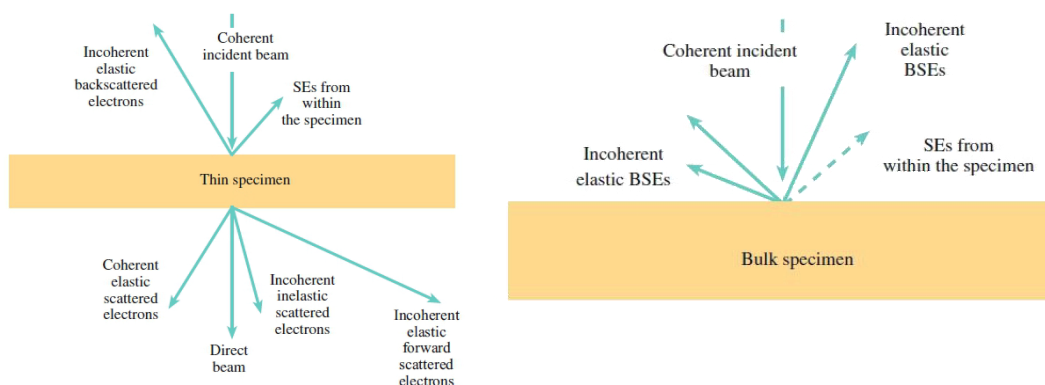 Incoherent
elastic
backscattered
electrons
Coherent
incident beam
SEs from
within
the specimen
Thin specimen
Coherent
elastic
scattered
electrons
Direct
beam
Incoherent
inelastic
scattered
electrons
Incoherent
elastic
forward
scattered
electrons
Coherent incident
beam
Incoherent
elastic
BSEs
Incoherent
elastic BSEs
SEs from
within the specimen
Bulk specimen